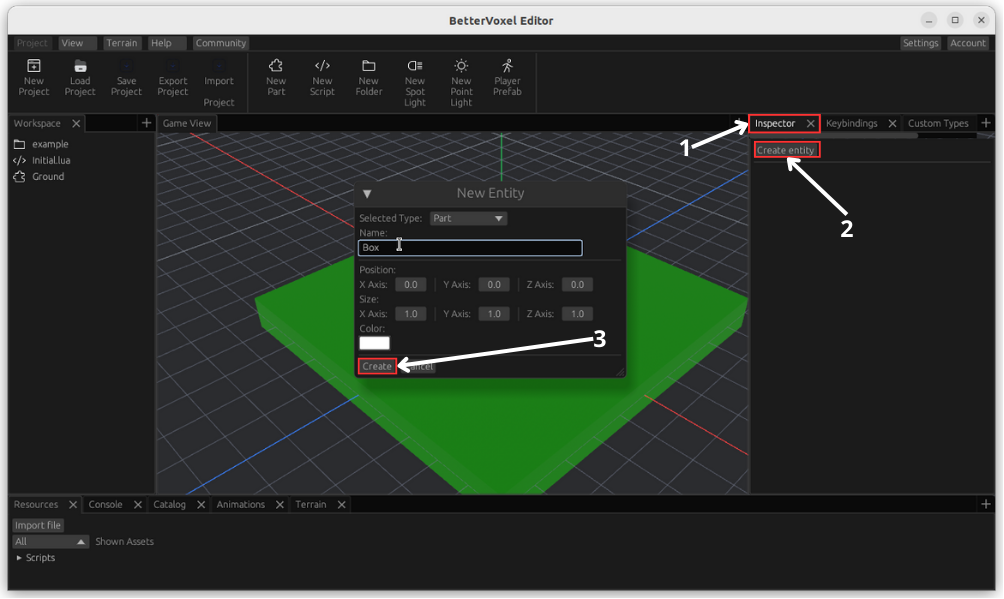 BetterVoxel Editor
Project View Terrain Help Community Settings Account
New Project
Load Project
Save Project
Export Project
Import Project
New Part
New Script
New Folder
New Spot Light
New Point Light
Player Prefab
Workspace
Game View
Inspector Keybindings Custom Types
example
Initial.lua
Ground
Create entity
1
2
New Entity
Selected Type: Part
Name:
Box
Position:
X Axis: 0.0 Y Axis: 0.0 Z Axis: 0.0
Size:
X Axis: 1.0 Y Axis: 1.0 Z Axis: 1.0
Color:
3
Create
Resources Console Catalog Animations Terrain
Import file
All Shown Assets
Scripts